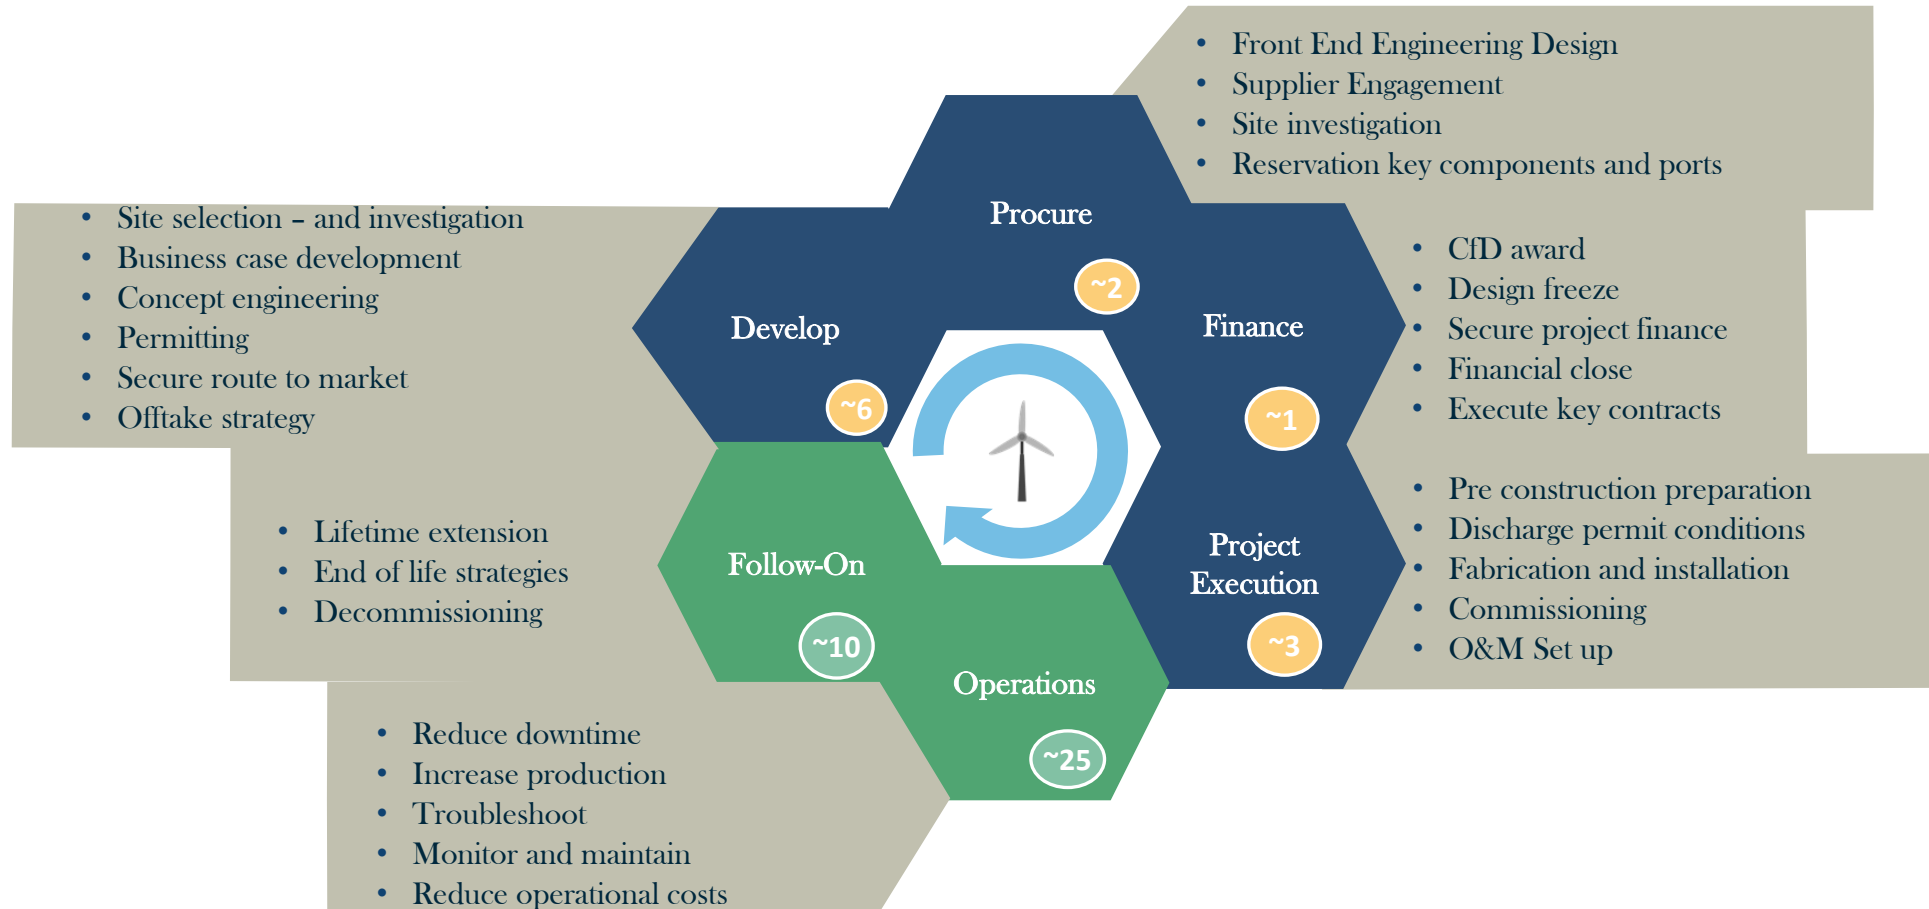 • Front End Engineering Design
• Supplier Engagement
• Site investigation
• Reservation key components and ports
Procure
~2
• Site selection – and investigation
• Business case development
• Concept engineering
• Permitting
• Secure route to market
• Offtake strategy
Develop
~6
Finance
~1
• CfD award
• Design freeze
• Secure project finance
• Financial close
• Execute key contracts
Project
Execution
~3
• Pre construction preparation
• Discharge permit conditions
• Fabrication and installation
• Commissioning
• O&M Set up
• Lifetime extension
• End of life strategies
• Decommissioning
Follow-On
~10
Operations
~25
• Reduce downtime
• Increase production
• Troubleshoot
• Monitor and maintain
• Reduce operational costs